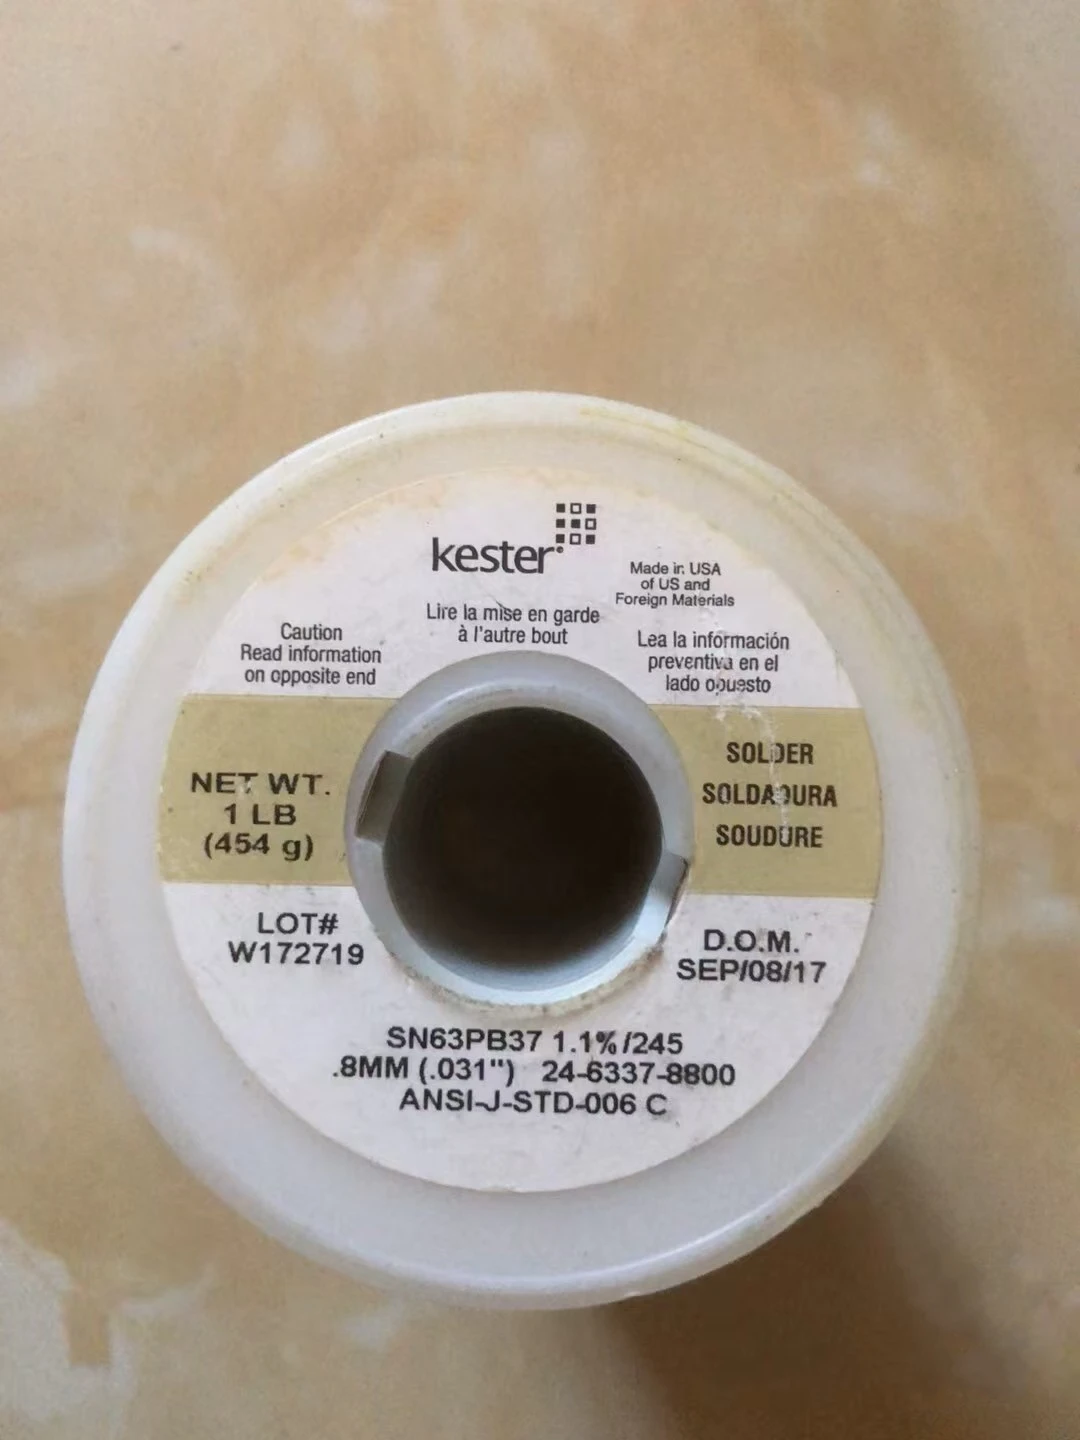 kester
Made in USA
of US and
Foreign Materials
Lire la mise en garde
à l'autre bout
Caution
Read information
on opposite end
Lea la información
preventiva en el
lado opuesto
NET WT.
1 LB
(454 g)
SOLDER
SOLDADURA
SOUDURE
LOT#
W172719
D.O.M.
SEP/08/17
SN63PB37 1.1%/245
.8MM (.031") 24-6337-8800
ANSI-J-STD-006 C